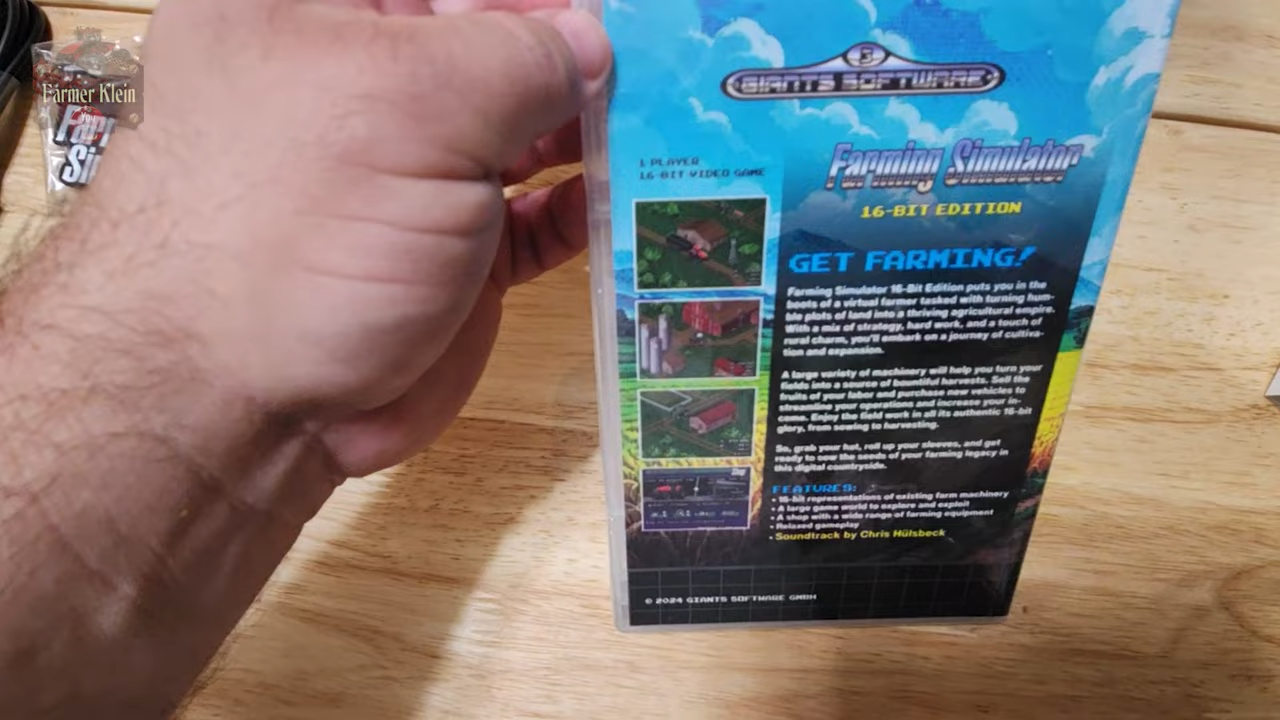 Farmer Klein
You
Far
Si
GIANTS SOFTWARE
1 PLAYER
16-BIT VIDEO GAME
Farming Simulator
16-BIT EDITION
GET FARMING!
Farming Simulator 16-Bit Edition puts you in the
boots of a virtual farmer tasked with turning hum-
ble plots of land into a thriving agricultural empire.
With a mix of strategy, hard work, and a touch of
rural charm, you'll embark on a journey of cultiva-
tion and expansion.
A large variety of machinery will help you turn your
fields into a source of bountiful harvests. Sell the
fruits of your labor and purchase new vehicles to
streamline your operations and increase your in-
come. Enjoy the field work in all its authentic 16-bit
glory, from sowing to harvesting.
So, grab your hat, roll up your sleeves, and get
ready to sow the seeds of your farming legacy in
this digital countryside.
FEATURES:
• 16-bit representations of existing farm machinery
• A large game world to explore and exploit
• A shop with a wide range of farming equipment
• Relaxed gameplay
• Soundtrack by Chris Hülsbeck
© 2024 GIANTS SOFTWARE GMBH